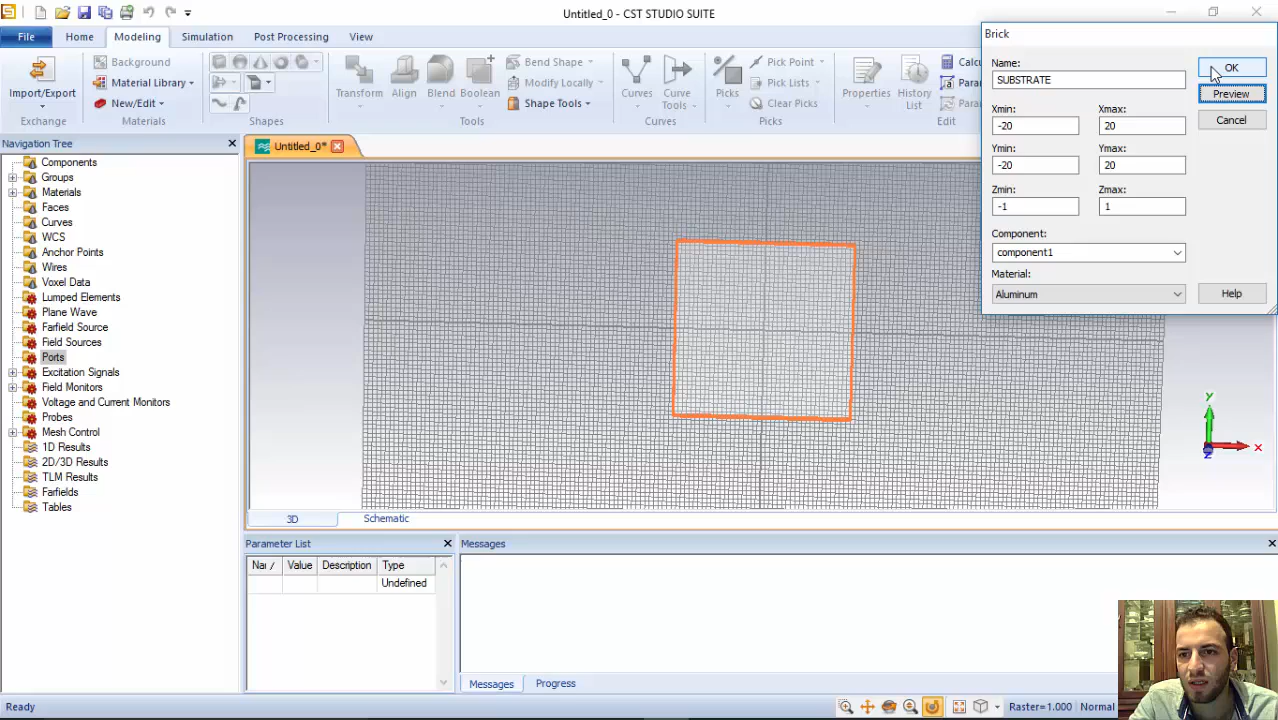 Untitled_0 - CST STUDIO SUITE
File Home Modeling Simulation Post Processing View
Import/Export
Exchange
Background
Material Library
New/Edit
Materials
Shapes
Transform Align Blend Boolean
Bend Shape
Modify Locally
Shape Tools
Tools
Curves Curve Tools
Curves
Picks
Pick Point
Pick Lists
Clear Picks
Picks
Properties History List
Calcu
Param
Param
Edit
Brick
Name:
SUBSTRATE
OK
Preview
Cancel
Xmin: Xmax:
-20 20
Ymin: Ymax:
-20 20
Zmin: Zmax:
-1 1
Component:
component1
Material:
Aluminum
Help
Navigation Tree
Components
Groups
Materials
Faces
Curves
WCS
Anchor Points
Wires
Voxel Data
Lumped Elements
Plane Wave
Farfield Source
Field Sources
Ports
Excitation Signals
Field Monitors
Voltage and Current Monitors
Probes
Mesh Control
1D Results
2D/3D Results
TLM Results
Farfields
Tables
Untitled_0*
y
x
z
3D Schematic
Parameter List
Nai / Value Description Type
Undefined
Messages
Messages Progress
Ready
Raster=1.000 Normal